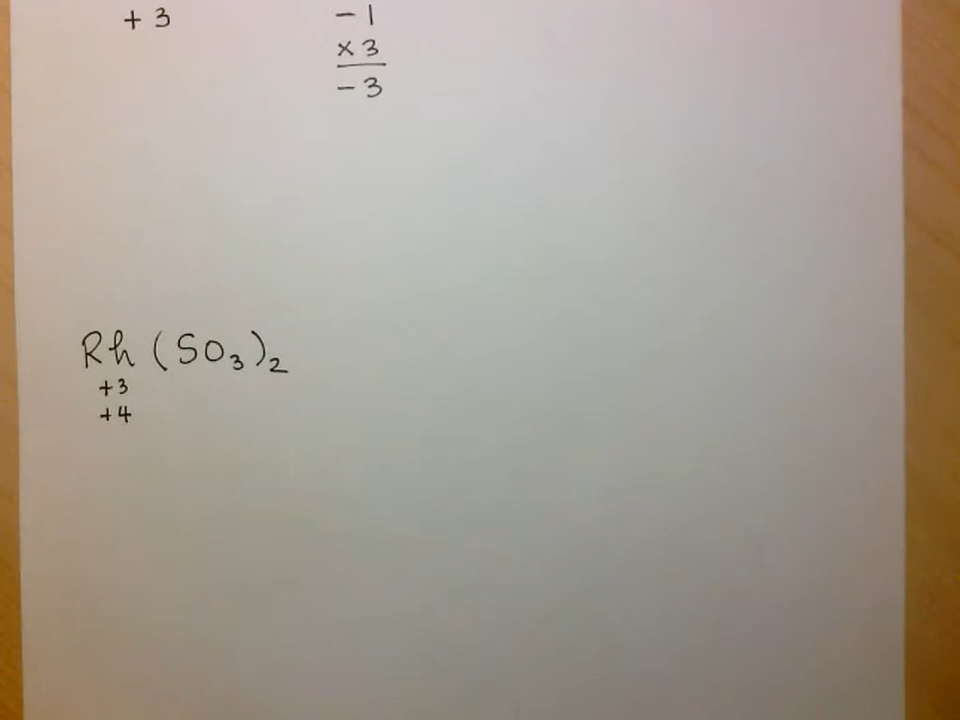 + 3 - 1
× 3
- 3
Rh (SO₃)₂
+3
+4